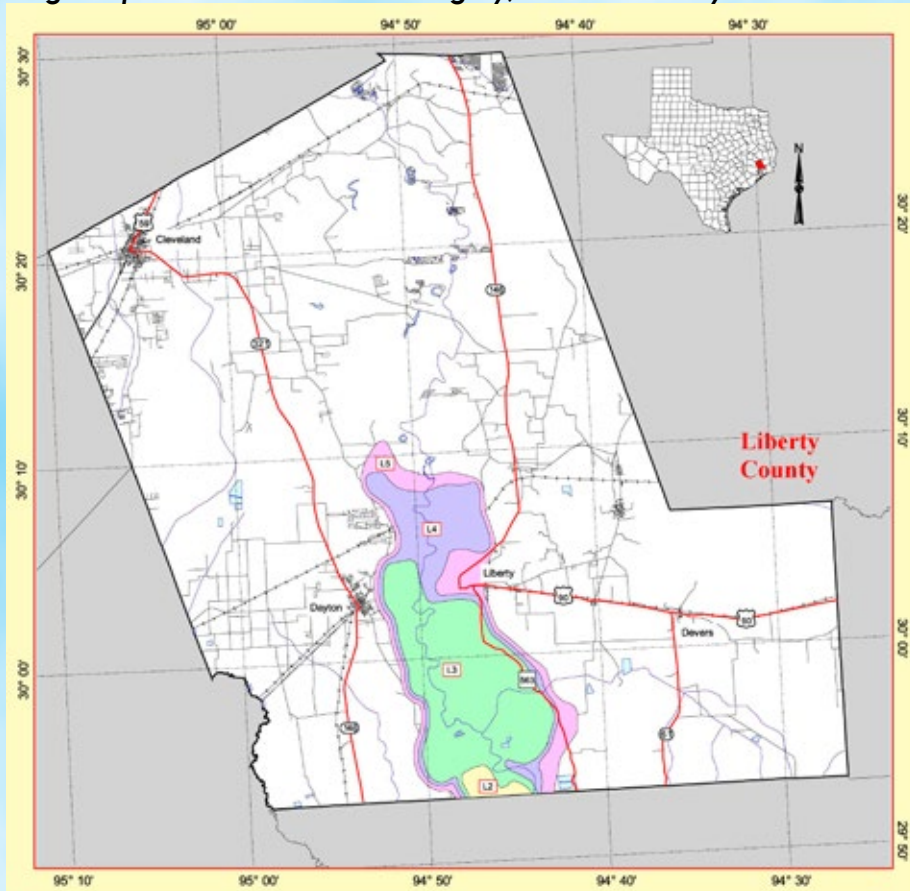 95° 00'
94° 50'
94° 40'
94° 30'
30° 30'
N
59
Cleveland
30° 20'
30° 20'
146
321
30° 10'
Liberty
County
30° 10'
L5
L4
Liberty
Dayton
90
90
Devers
30° 00'
30° 00'
L3
563
146
61
L2
29° 50'
95° 10'
95° 00'
94° 50'
94° 40'
94° 30'